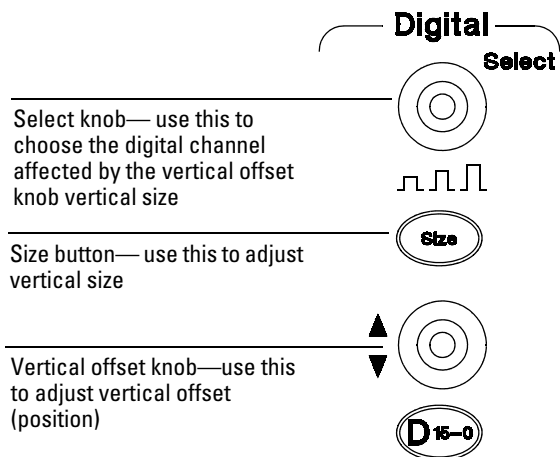 Digital
Select
Select knob— use this to
choose the digital channel
affected by the vertical offset
knob vertical size
Size
Size button— use this to adjust
vertical size
Vertical offset knob—use this
to adjust vertical offset
(position)
D 15–0